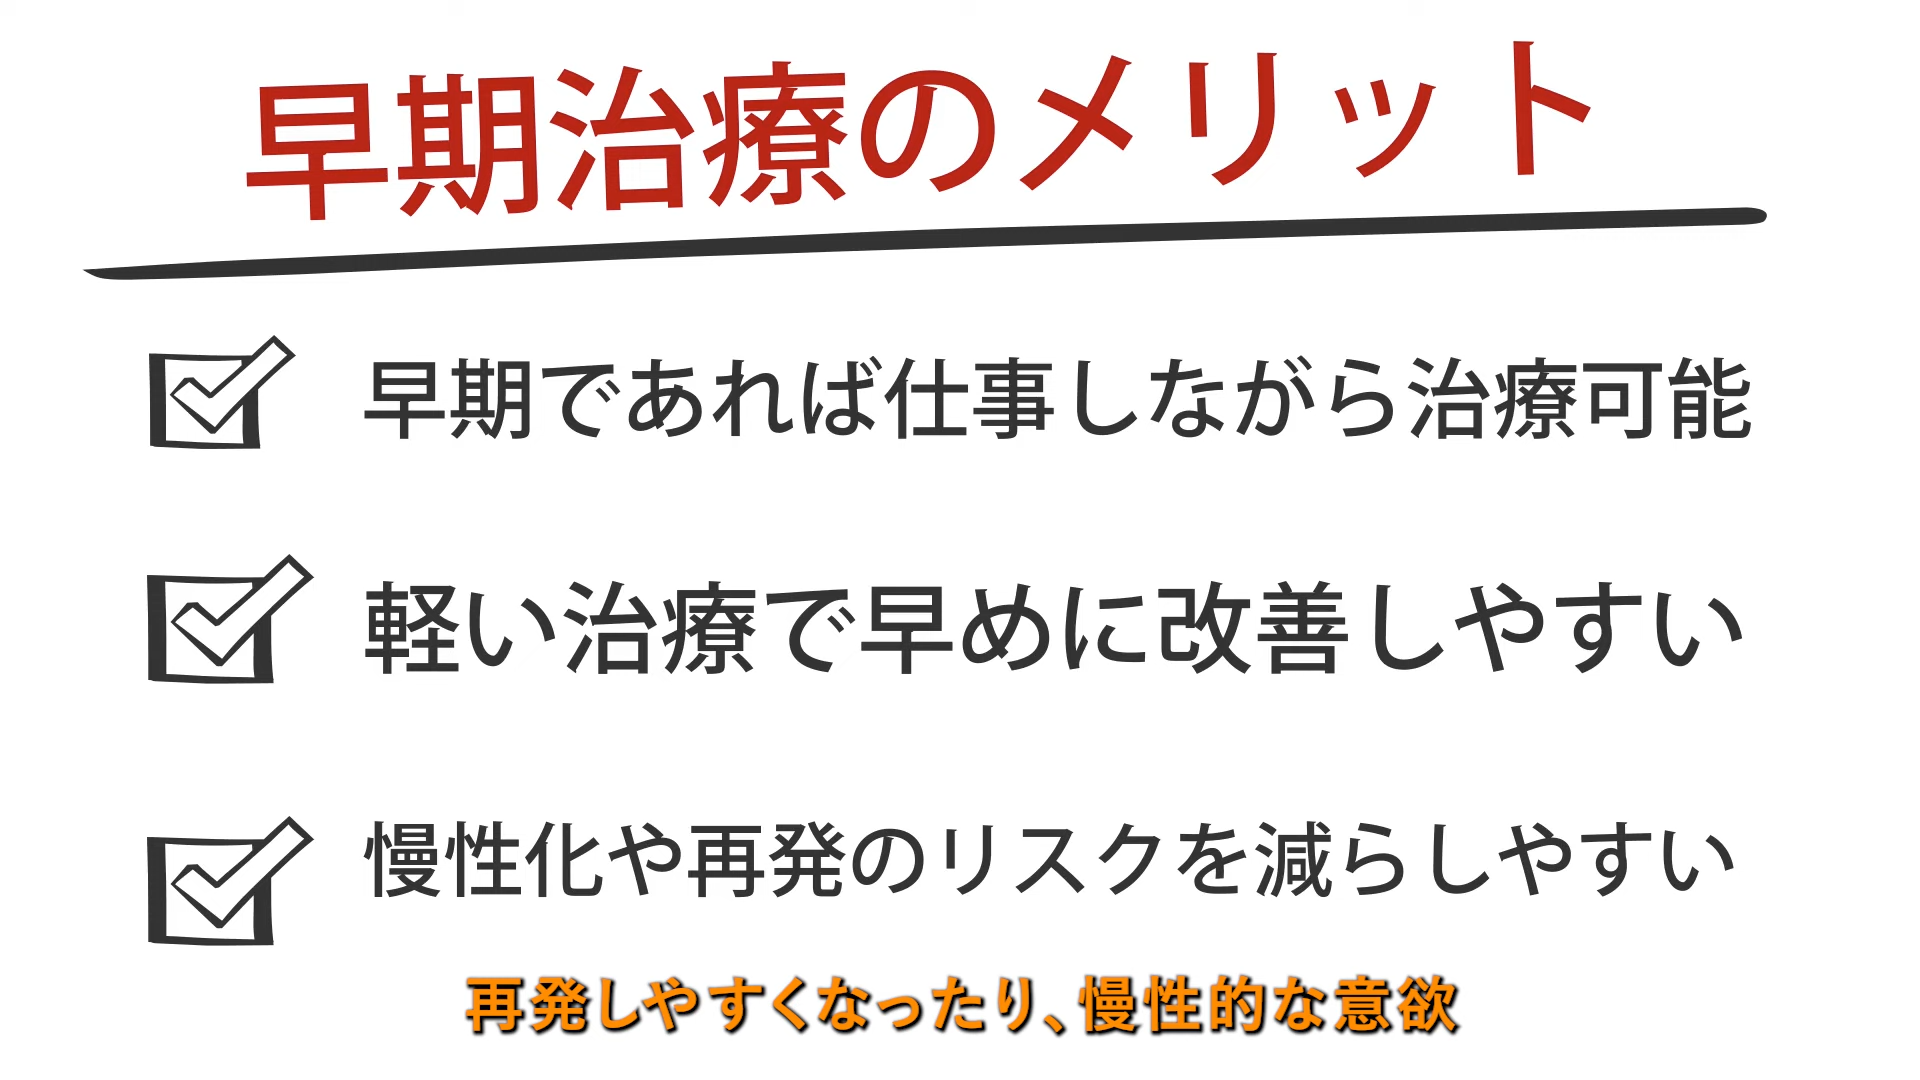 早期治療のメリット
早期であれば仕事しながら治療可能
軽い治療で早めに改善しやすい
慢性化や再発のリスクを減らしやすい
再発しやすくなったり、慢性的な意欲